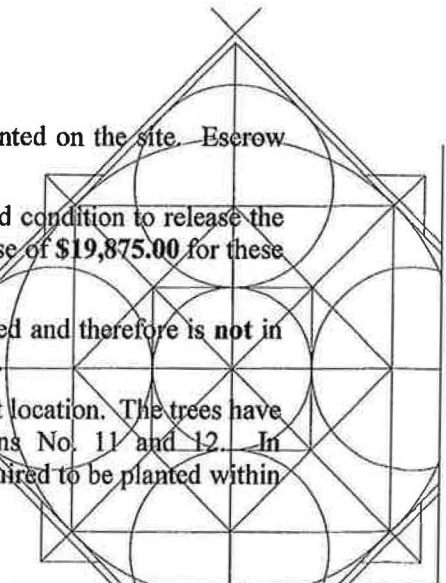 nted on the site. Escrow
d condition to release the
se of $19,875.00 for these
ed and therefore is not in
t location. The trees have
ns No. 11 and 12. In
uired to be planted within